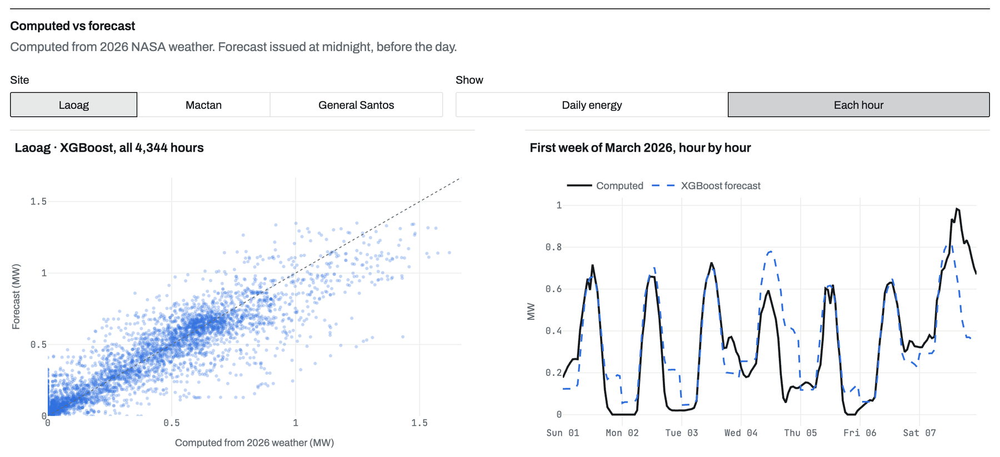 Computed vs forecast
Computed from 2026 NASA weather. Forecast issued at midnight, before the day.
Site
Show
Laoag
Mactan
General Santos
Daily energy
Each hour
Laoag · XGBoost, all 4,344 hours
First week of March 2026, hour by hour
Computed
XGBoost forecast
Forecast (MW)
1.5
1
0.5
0
0
0.5
1
1.5
Computed from 2026 weather (MW)
MW
1
0.8
0.6
0.4
0.2
0
Sun 01
Mon 02
Tue 03
Wed 04
Thu 05
Fri 06
Sat 07